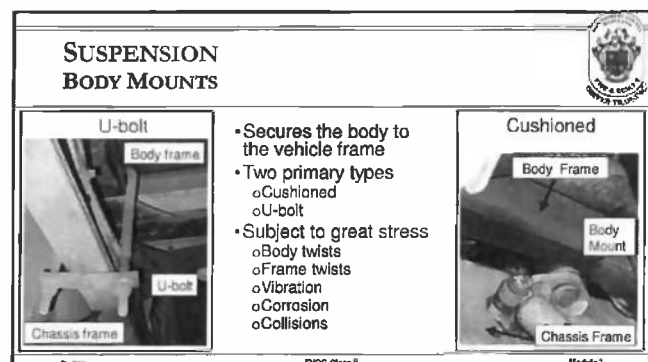 SUSPENSION
BODY MOUNTS
U-bolt
Body frame
U-bolt
Chassis frame
•Secures the body to
the vehicle frame
•Two primary types
oCushioned
oU-bolt
•Subject to great stress
oBody twists
oFrame twists
oVibration
oCorrosion
oCollisions
Cushioned
Body Frame
Body
Mount
Chassis Frame